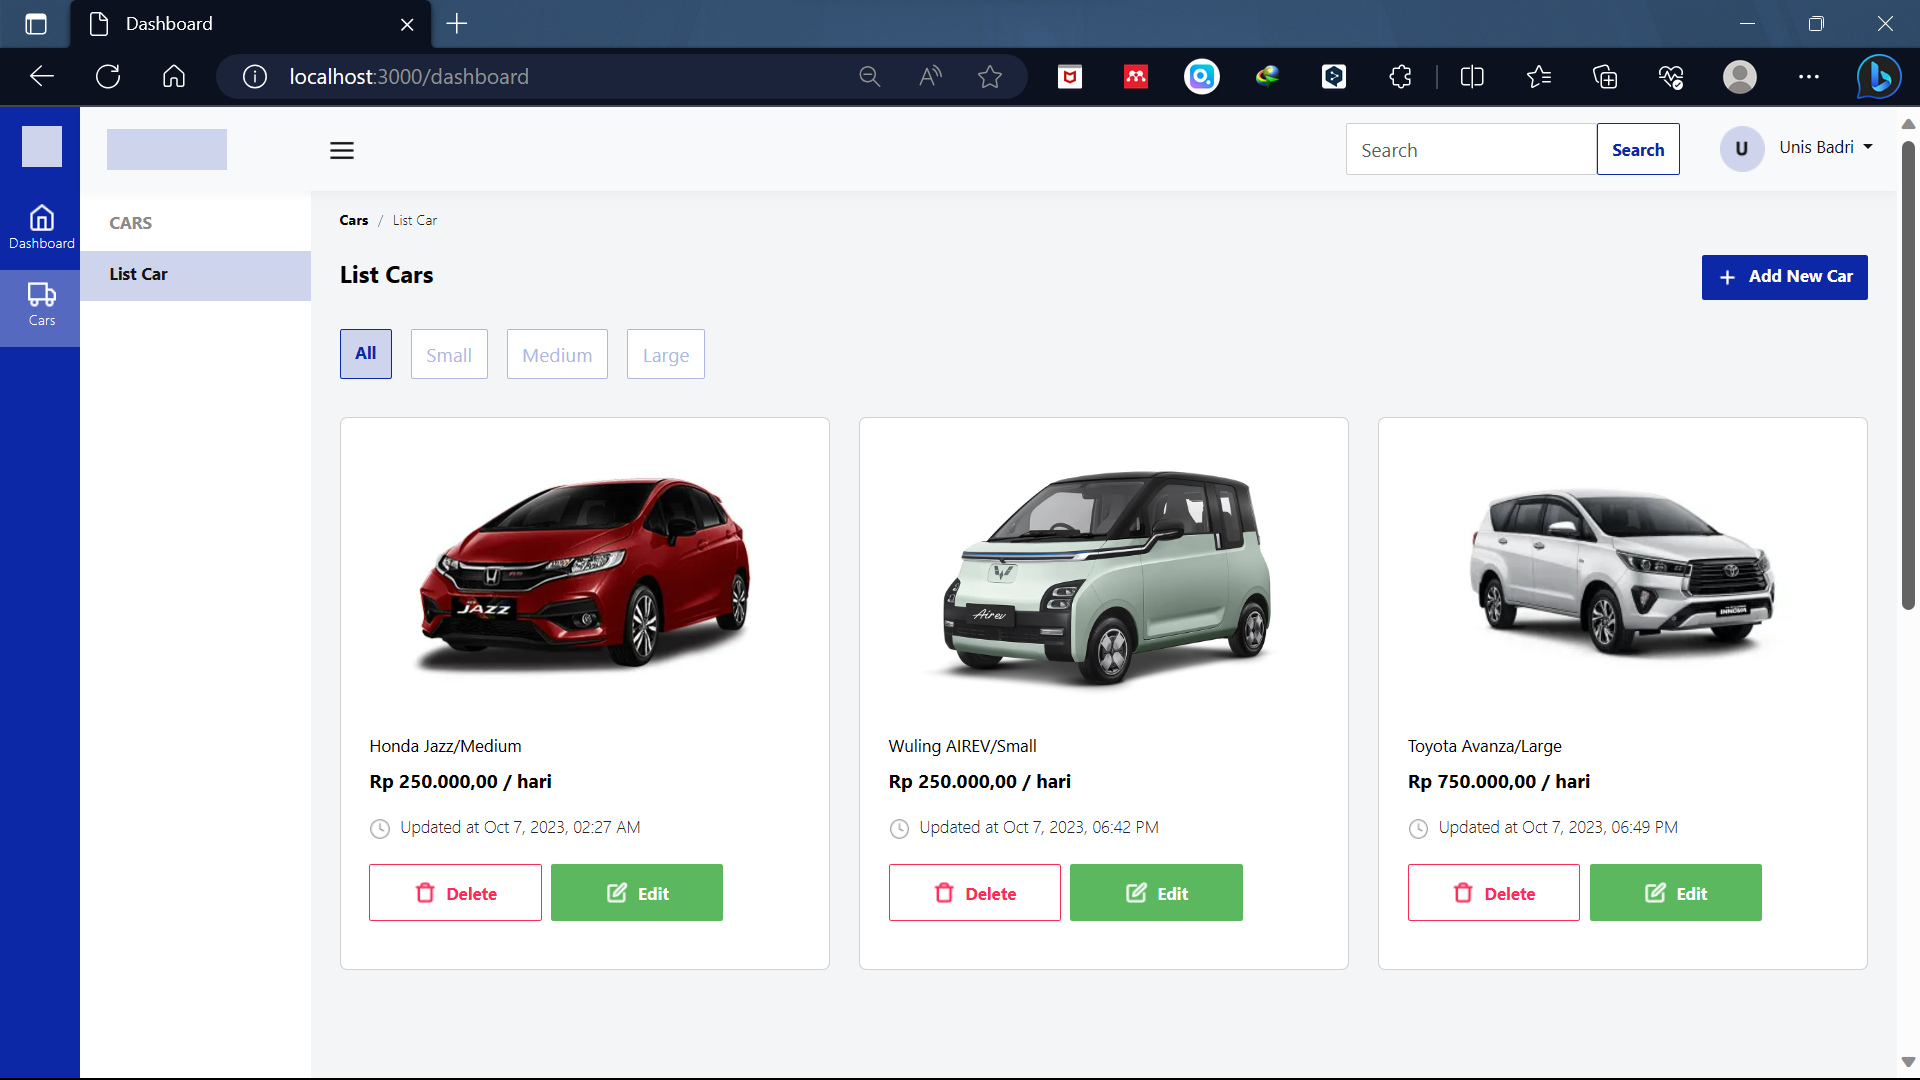 Dashboard
localhost:3000/dashboard
Search
Search
U
Unis Badri
Dashboard
Cars
CARS
List Car
Cars / List Car
List Cars
+ Add New Car
All
Small
Medium
Large
JAZZ
Honda Jazz/Medium
Rp 250.000,00 / hari
Updated at Oct 7, 2023, 02:27 AM
Delete
Edit
Airev
Wuling AIREV/Small
Rp 250.000,00 / hari
Updated at Oct 7, 2023, 06:42 PM
Delete
Edit
INNOVA
Toyota Avanza/Large
Rp 750.000,00 / hari
Updated at Oct 7, 2023, 06:49 PM
Delete
Edit